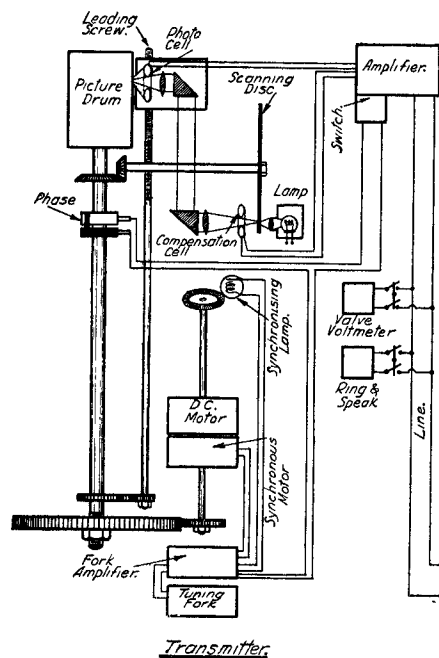 Leading
Screw.
Photo
Cell
Picture
Drum
Scanning
Disc.
Amplifier.
Switch.
Lamp
Phase
Compensation
Cell
Synchronising
Lamp.
Valve
Voltmeter
Ring &
Speak
Line.
D.C.
Motor
Synchronous
Motor
Fork
Amplifier.
Tuning
Fork
Transmitter.